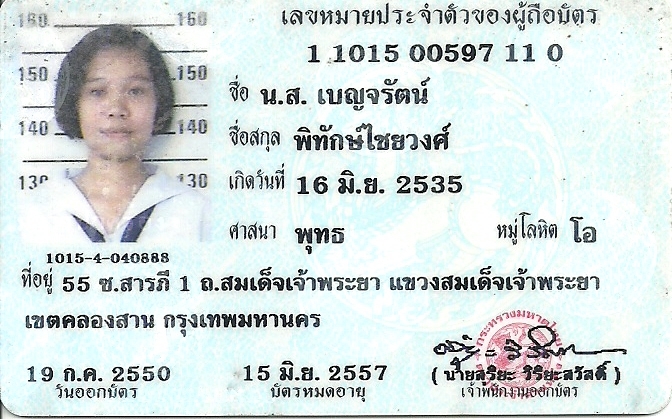 เลขหมายประจำตัวของผู้ถือบัตร
1 1015 00597 11 0
ชื่อ น.ส. เบญจรัตน์
ชื่อสกุล พิทักษ์ไชยวงศ์
เกิดวันที่ 16 มิ.ย. 2535
ศาสนา พุทธ หมู่โลหิต โอ
160 160
150 150
140 140
130 130
1015-4-040888
ที่อยู่ 55 ซ.สารภี 1 ถ.สมเด็จเจ้าพระยา แขวงสมเด็จเจ้าพระยา
เขตคลองสาน กรุงเทพมหานคร
19 ก.ค. 2550 15 มิ.ย. 2557 ( นายสุริยะ วิริยะสวัสดิ์ )
วันออกบัตร บัตรหมดอายุ เจ้าพนักงานออกบัตร
กระทรวงมหาดไทย